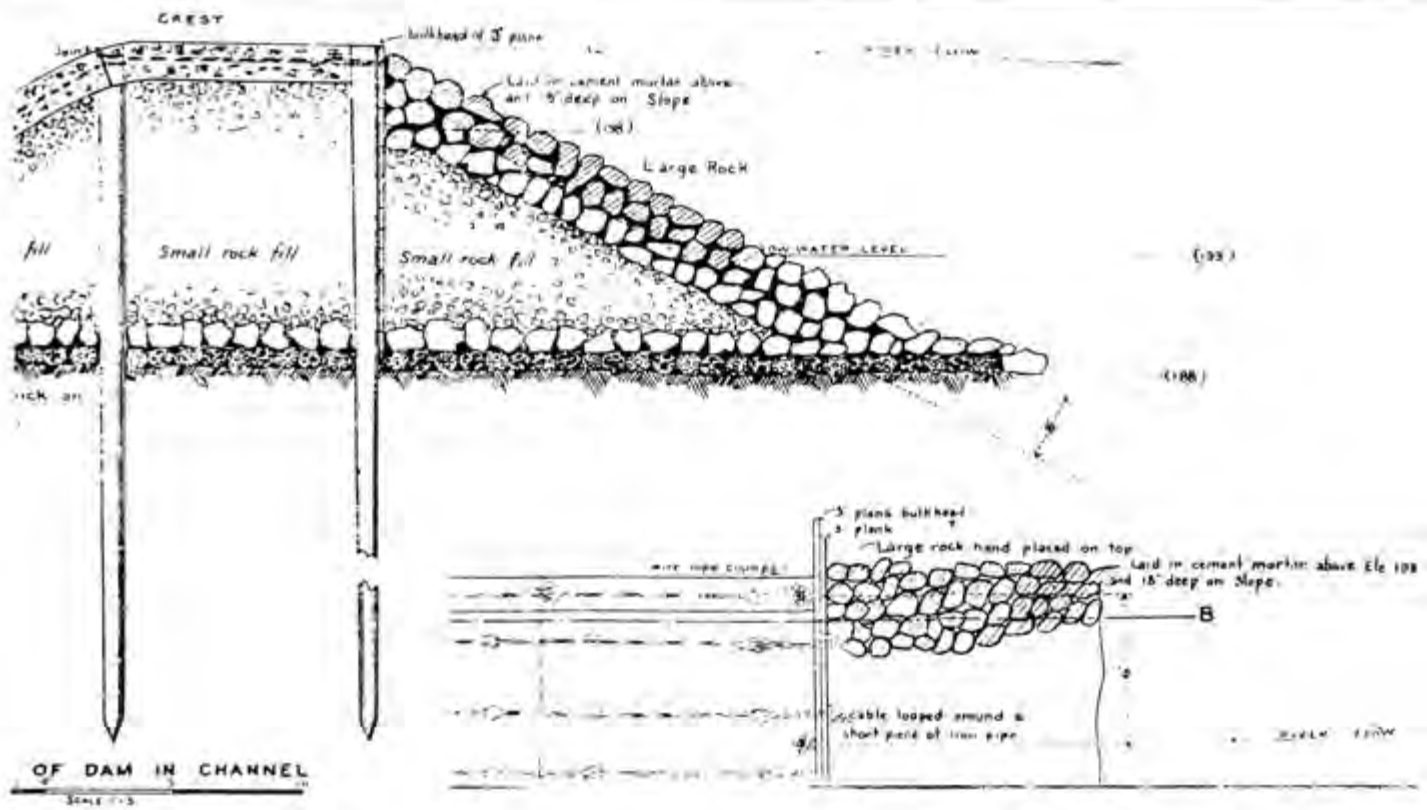 CREST
Joint
bulkhead of 3" plank
Laid in cement mortar above
and 18" deep on Slope
(198)
Large Rock
fill
Small rock fill
Small rock fill
LOW WATER LEVEL
(188)
3" plank bulkhead
3" plank
Large rock hand placed on top
Laid in cement mortar above Ele 198
and 18" deep on Slope.
B
wire rope clamps
cable looped around a
short piece of iron pipe
OF DAM IN CHANNEL